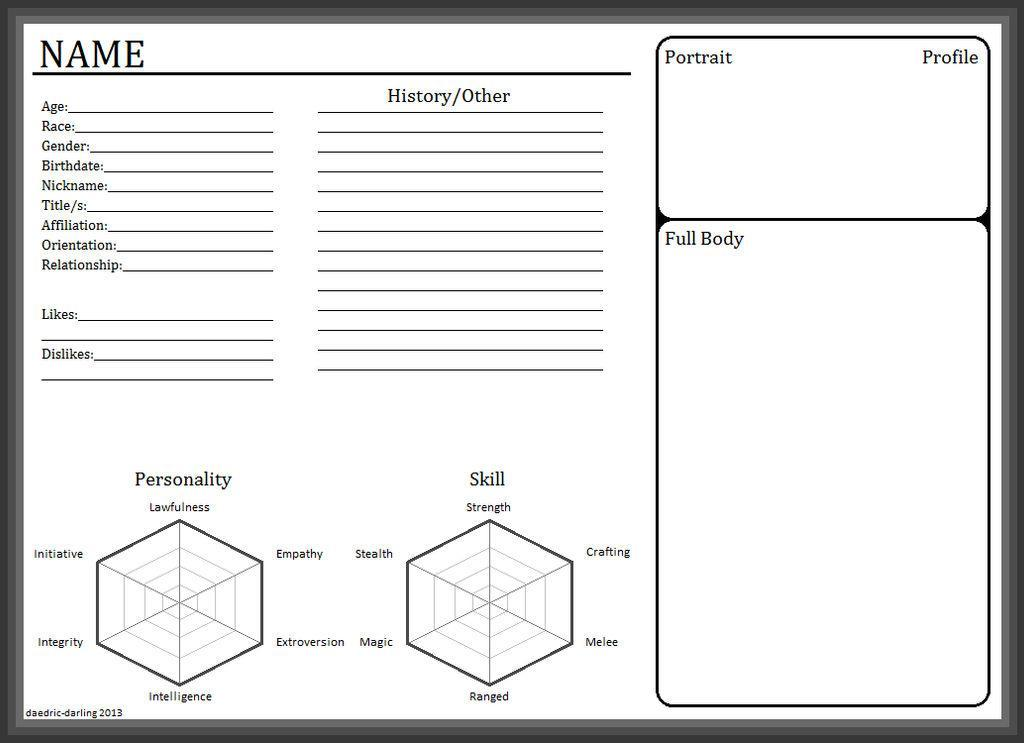 NAME
Age:
Race:
Gender:
Birthdate:
Nickname:
Title/s:
Affiliation:
Orientation:
Relationship:
Likes:
Dislikes:
History/Other
Portrait Profile
Full Body
Personality
Lawfulness
Initiative Empathy
Integrity Extroversion
Intelligence
Skill
Strength
Stealth Crafting
Magic Melee
Ranged
daedric-darling 2013